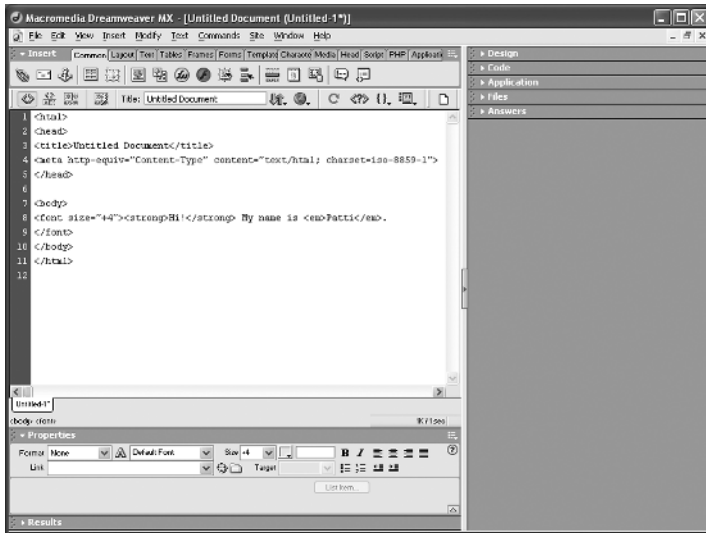 Macromedia Dreamweaver MX - [Untitled Document (Untitled-1*)]
File Edit View Insert Modify Text Commands Site Window Help
Insert Common Layout Text Tables Frames Forms Template Characte Media Head Script PHP Applicati
Title: Untitled Document
1 <html>
2 <head>
3 <title>Untitled Document</title>
4 <meta http-equiv="Content-Type" content="text/html; charset=iso-8859-1">
5 </head>
6
7 <body>
8 <font size="+4"><strong>Hi!</strong> My name is <em>Patti</em>.
9 </font>
10 </body>
11 </html>
12
Untitled-1*
<body> <font>
1K / 1 sec
Properties
Format None Default Font Size +4 B I
Link Target
List Item...
Results
Design
Code
Application
Files
Answers